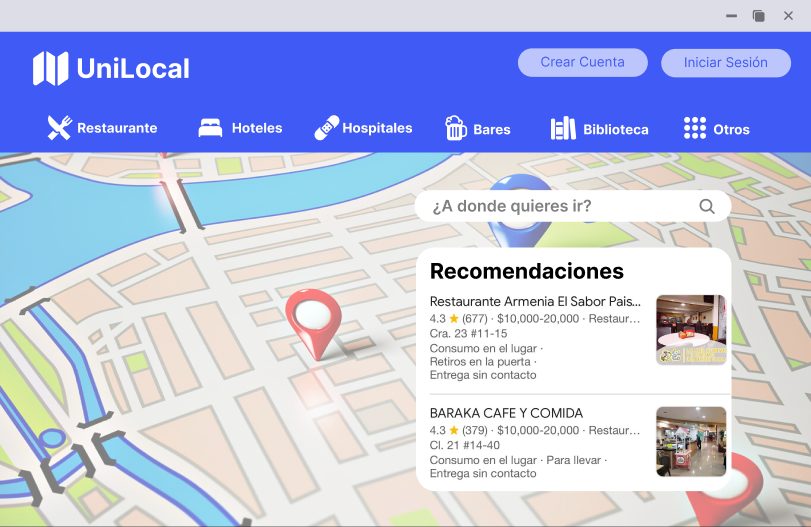 UniLocal
Crear Cuenta
Iniciar Sesión
Restaurante
Hoteles
Hospitales
Bares
Biblioteca
Otros
¿A donde quieres ir?
Recomendaciones
Restaurante Armenia El Sabor Pais...
4.3 ★ (677) · $10,000-20,000 · Restaur...
Cra. 23 #11-15
Consumo en el lugar ·
Retiros en la puerta ·
Entrega sin contacto
BARAKA CAFE Y COMIDA
4.3 ★ (379) · $10,000-20,000 · Restaur...
Cl. 21 #14-40
Consumo en el lugar · Para llevar ·
Entrega sin contacto